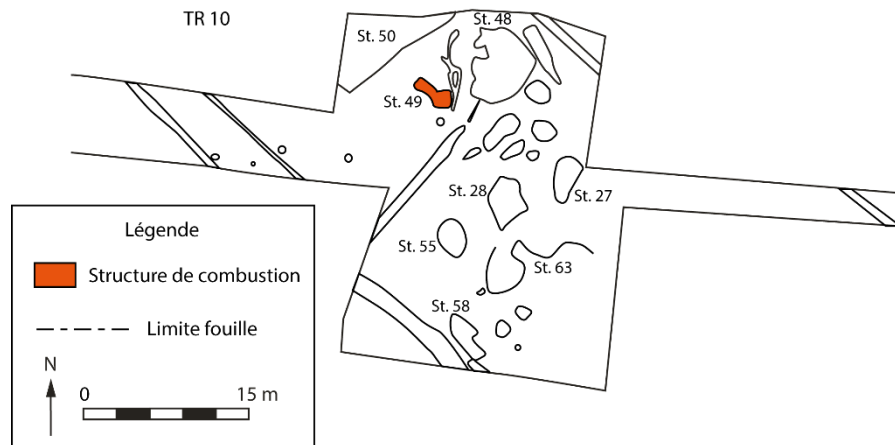 TR 10
St. 50
St. 48
St. 49
St. 28
St. 27
St. 55
St. 63
St. 58
Légende
Structure de combustion
Limite fouille
N
0 15 m